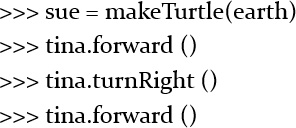 >>> sue = makeTurtle(earth)
>>> tina.forward ()
>>> tina.turnRight ()
>>> tina.forward ()